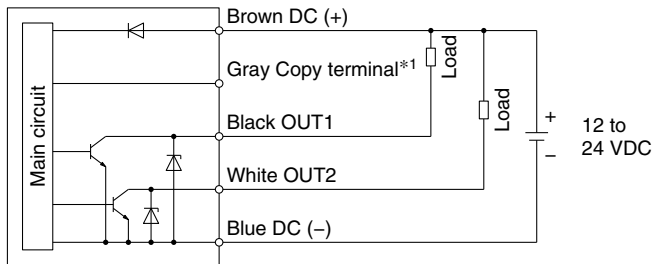 Brown DC (+)
Gray Copy terminal*1
Black OUT1
White OUT2
Blue DC (−)
Main circuit
Load
Load
+
−
12 to
24 VDC